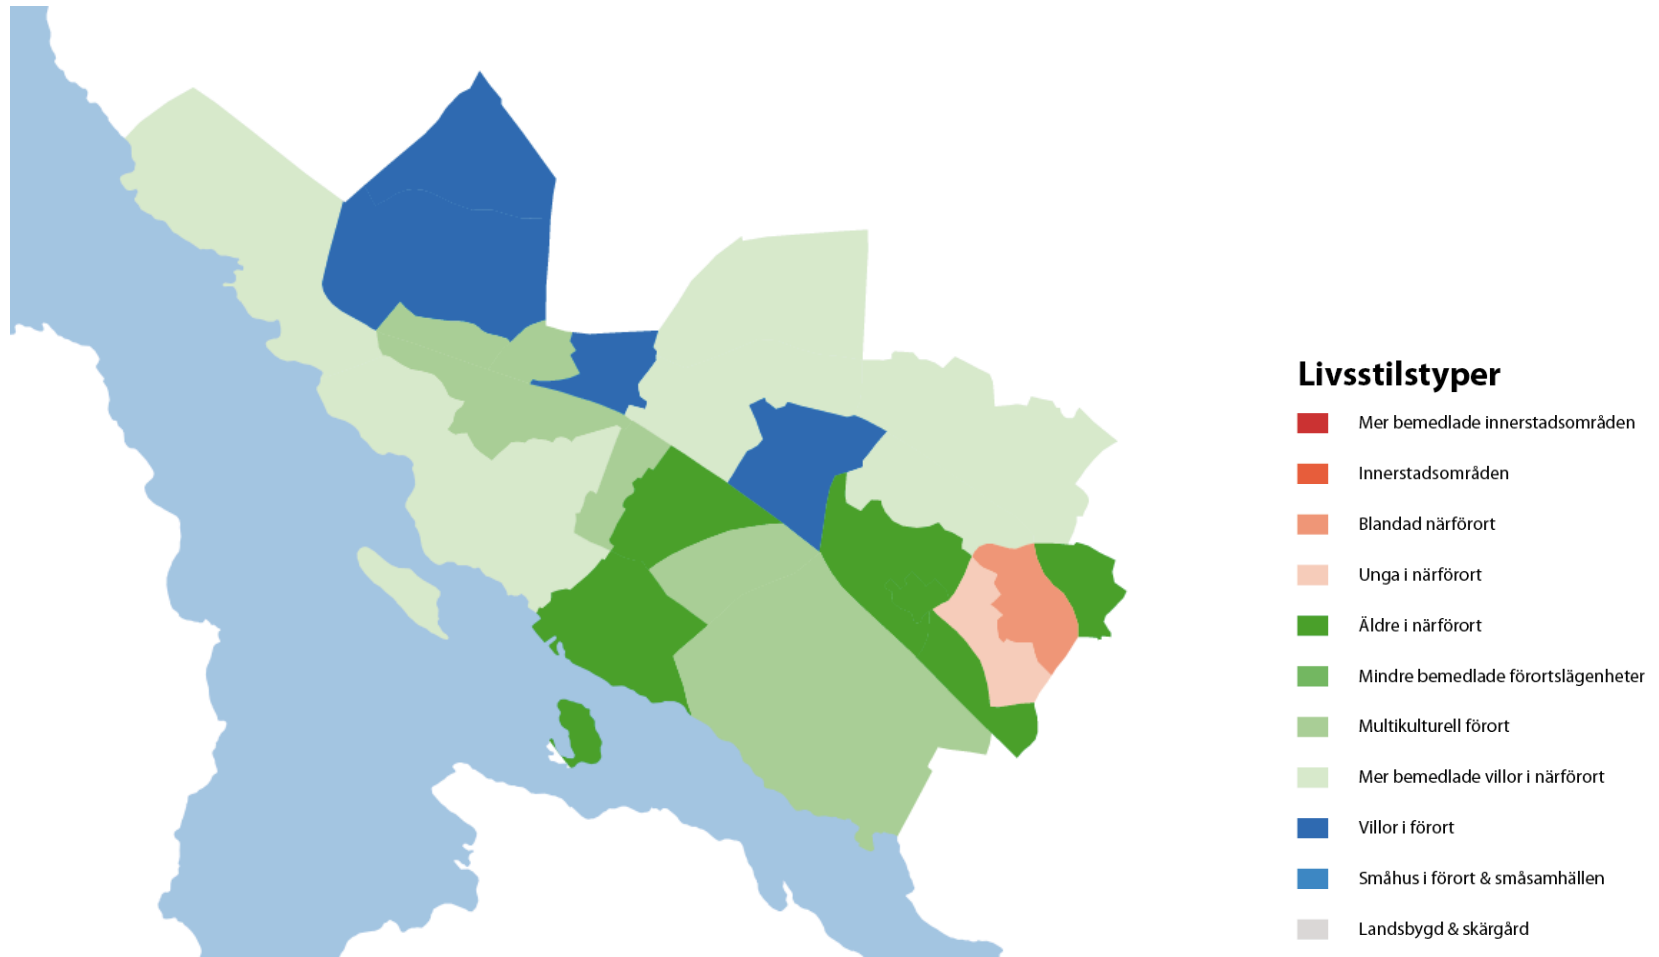 Livsstilstyper
Mer bemedlade innerstadsområden
Innerstadsområden
Blandad närförort
Unga i närförort
Äldre i närförort
Mindre bemedlade förortslägenheter
Multikulturell förort
Mer bemedlade villor i närförort
Villor i förort
Småhus i förort & småsamhällen
Landsbygd & skärgård